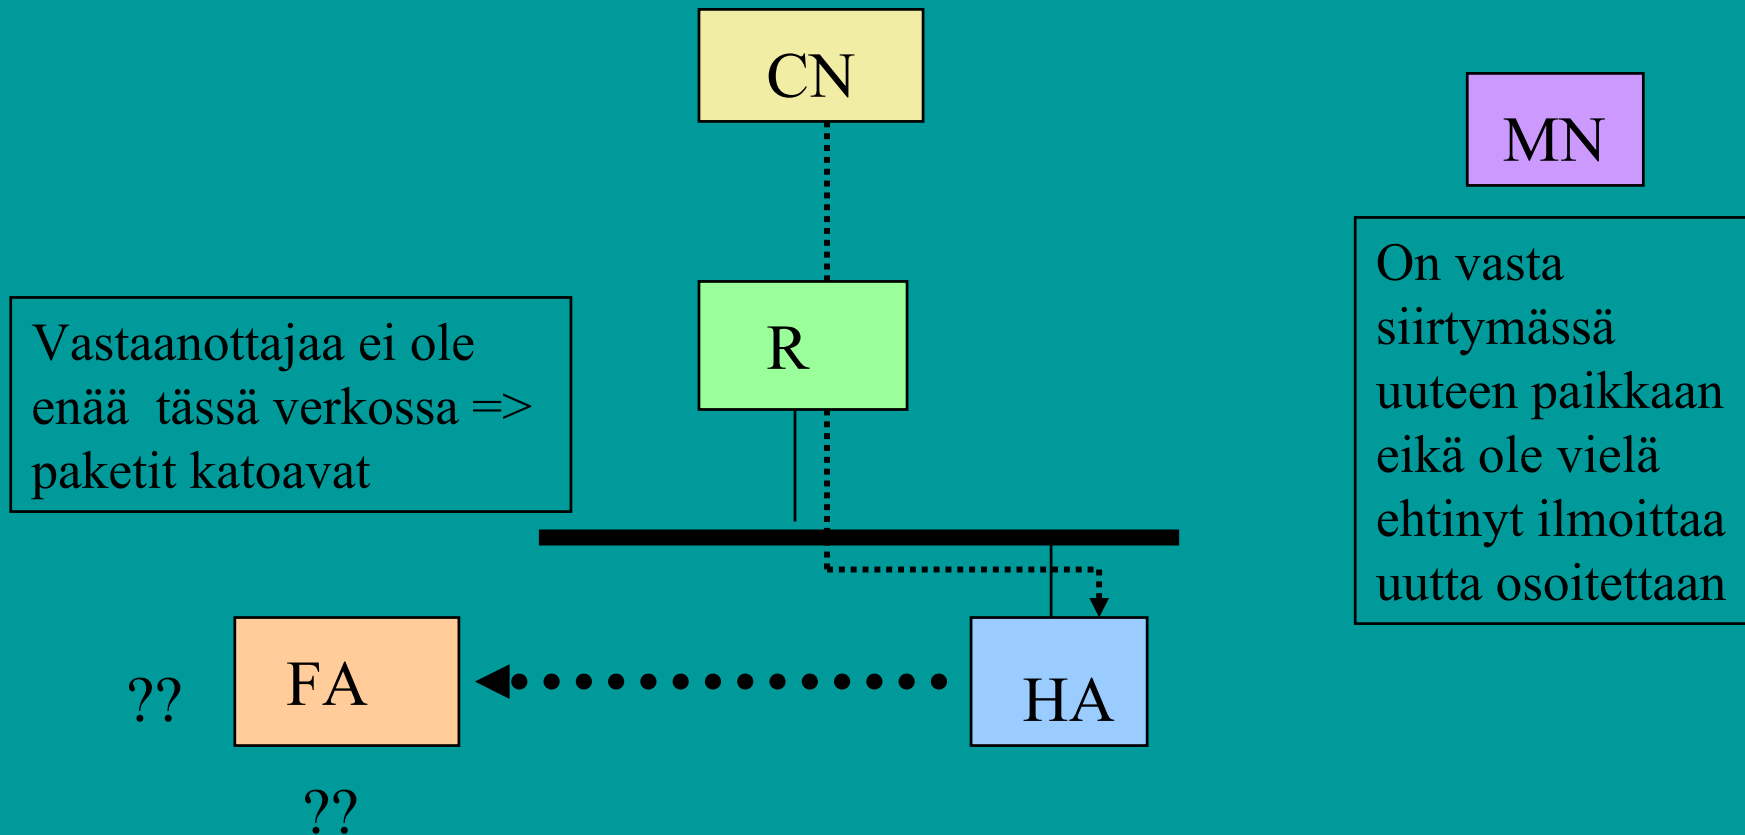 CN
MN
R
Vastaanottajaa ei ole
enää tässä verkossa =>
paketit katoavat
On vasta
siirtymässä
uuteen paikkaan
eikä ole vielä
ehtinyt ilmoittaa
uutta osoitettaan
??
FA
HA
??